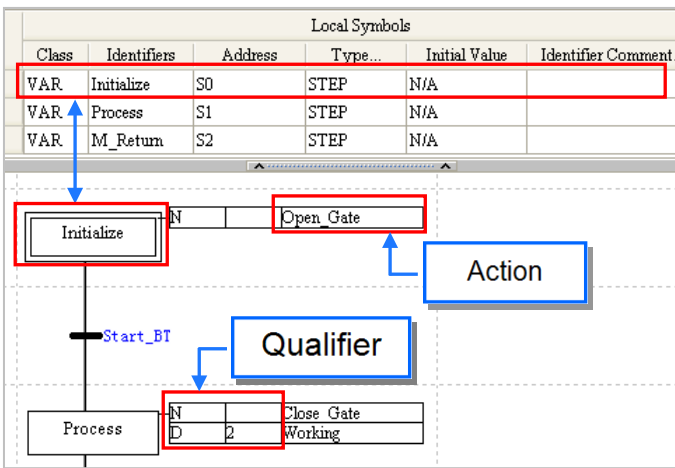 Local Symbols
Class Identifiers Address Type... Initial Value Identifier Comment.
VAR Initialize S0 STEP N/A
VAR Process S1 STEP N/A
VAR M_Return S2 STEP N/A
N Open_Gate
Initialize
Action
Start_BT
Qualifier
N Close_Gate
Process
D 2 Working